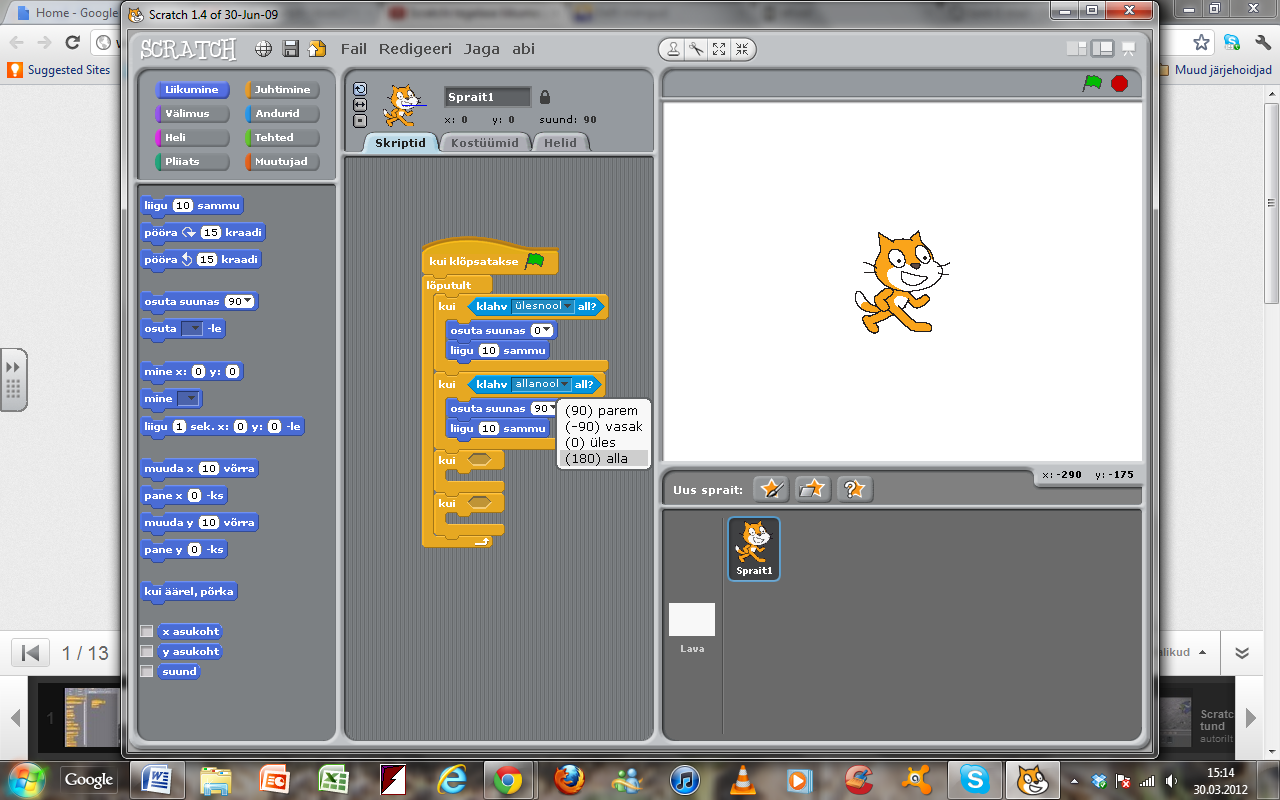 Home - Google
Scratch 1.4 of 30-Jun-09
Suggested Sites
Muud järjehoidjad
SCRATCH
Fail Redigeeri Jaga abi
Liikumine Juhtimine
Välimus Andurid
Heli Tehted
Pliiats Muutujad
Sprait1
x: 0 y: 0 suund: 90
Skriptid Kostüümid Helid
liigu 10 sammu
pööra 15 kraadi
pööra 15 kraadi
osuta suunas 90
osuta -le
mine x: 0 y: 0
mine
liigu 1 sek. x: 0 y: 0 -le
muuda x 10 võrra
pane x 0 -ks
muuda y 10 võrra
pane y 0 -ks
kui äärel, põrka
x asukoht
y asukoht
suund
kui klõpsatakse
lõputult
kui klahv ülesnool all?
osuta suunas 0
liigu 10 sammu
kui klahv allanool all?
osuta suunas 90
liigu 10 sammu
kui
kui
(90) parem
(-90) vasak
(0) üles
(180) alla
x: -290 y: -175
Uus sprait:
Sprait1
Lava
1 / 13
alikud
1
Scratc
tund
autorilt
Google
15:14
30.03.2012